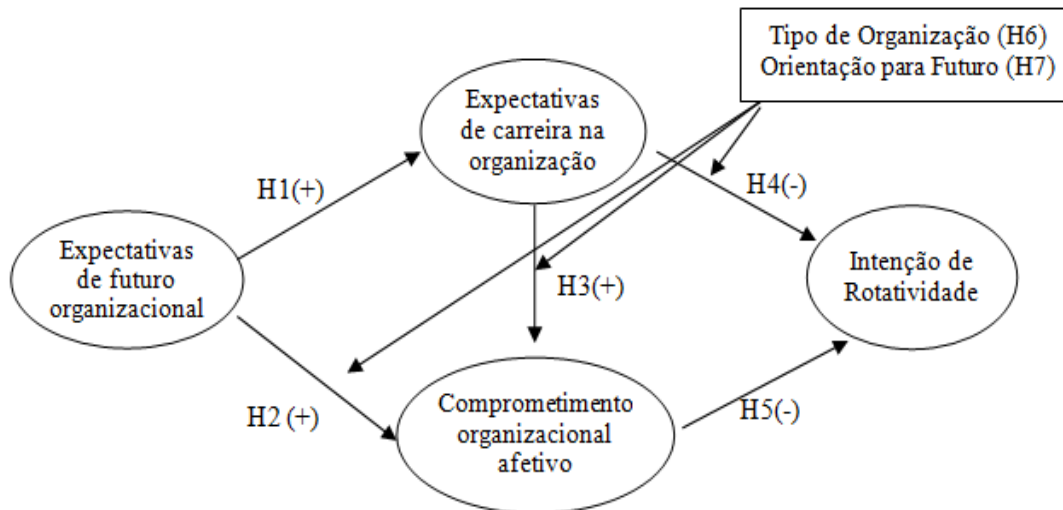 Tipo de Organização (H6)
Orientação para Futuro (H7)
Expectativas
de carreira na
organização
H1(+)
H4(-)
Expectativas
de futuro
organizacional
H3(+)
Intenção de
Rotatividade
H2 (+)
Comprometimento
organizacional
afetivo
H5(-)